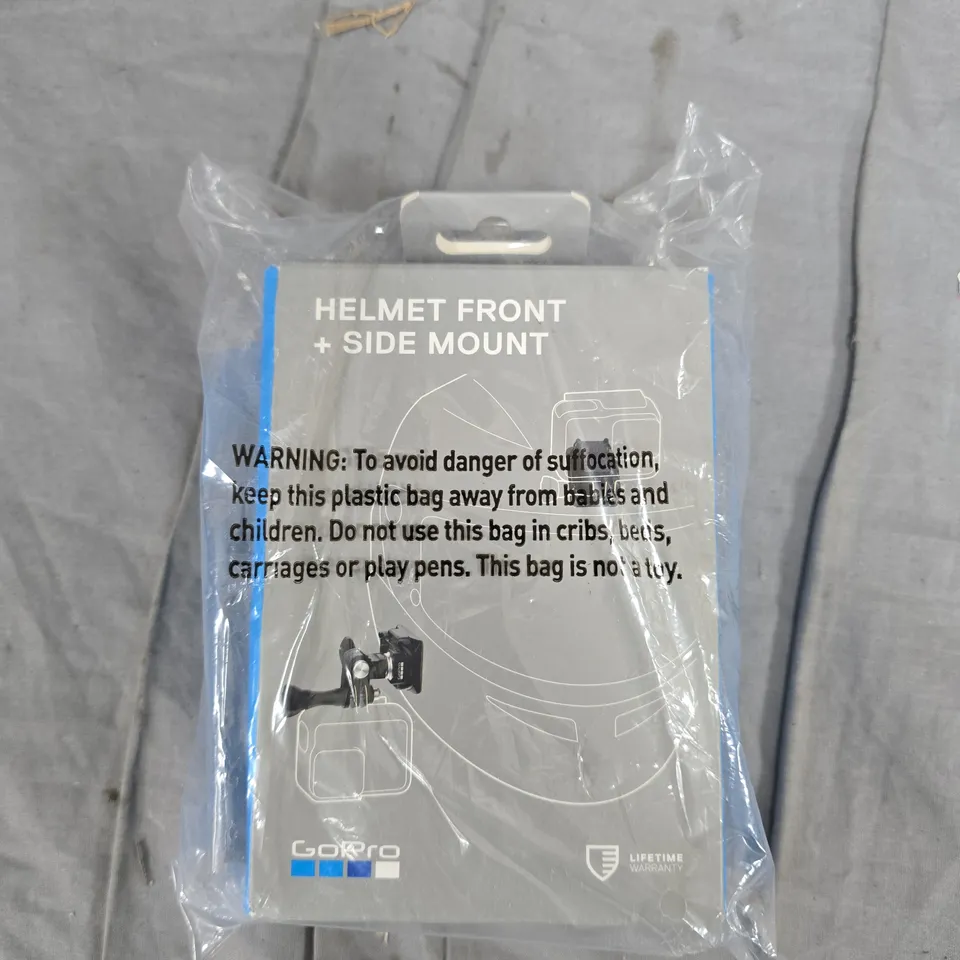 HELMET FRONT
+ SIDE MOUNT
WARNING: To avoid danger of suffocation,
keep this plastic bag away from babies and
children. Do not use this bag in cribs, beds,
carriages or play pens. This bag is not a toy.
GoPro
LIFETIME
WARRANTY